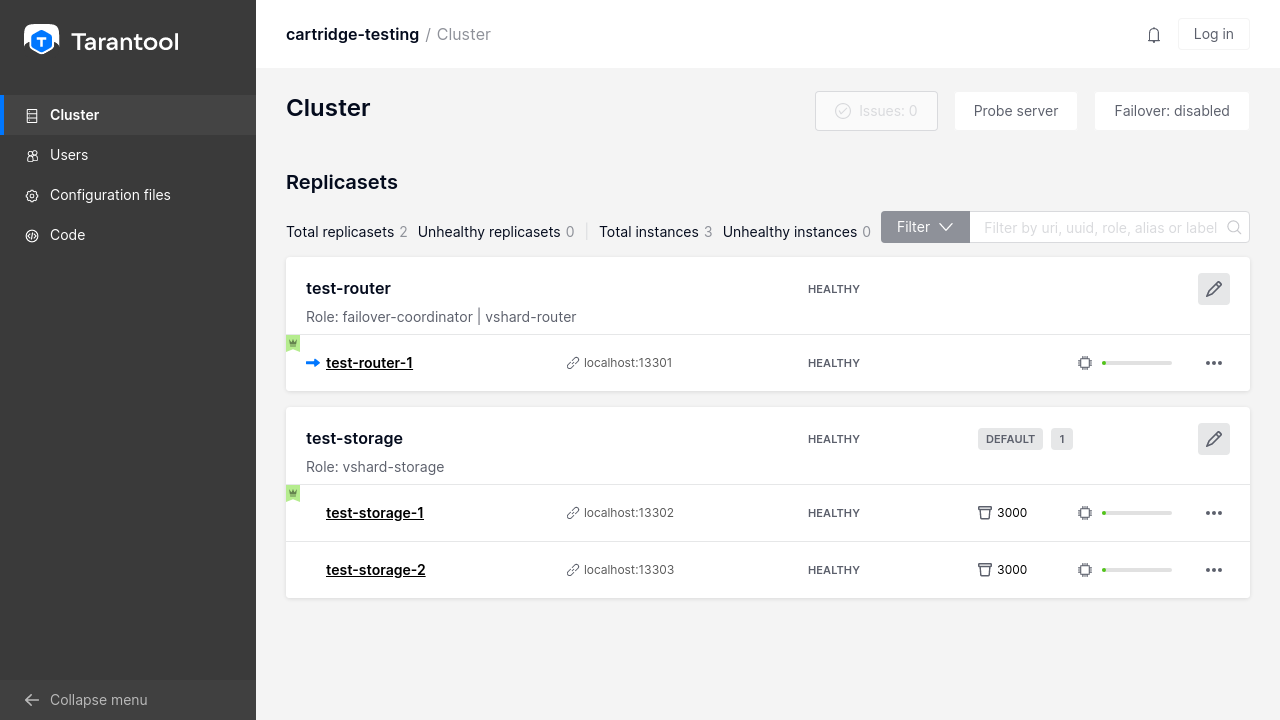 Tarantool
Cluster
Users
Configuration files
Code
Collapse menu
cartridge-testing / Cluster
Log in
Cluster
Issues: 0
Probe server
Failover: disabled
Replicasets
Total replicasets 2 Unhealthy replicasets 0 Total instances 3 Unhealthy instances 0
Filter
Filter by uri, uuid, role, alias or label
test-router
HEALTHY
Role: failover-coordinator | vshard-router
test-router-1
localhost:13301
HEALTHY
test-storage
HEALTHY
DEFAULT
1
Role: vshard-storage
test-storage-1
localhost:13302
HEALTHY
3000
test-storage-2
localhost:13303
HEALTHY
3000